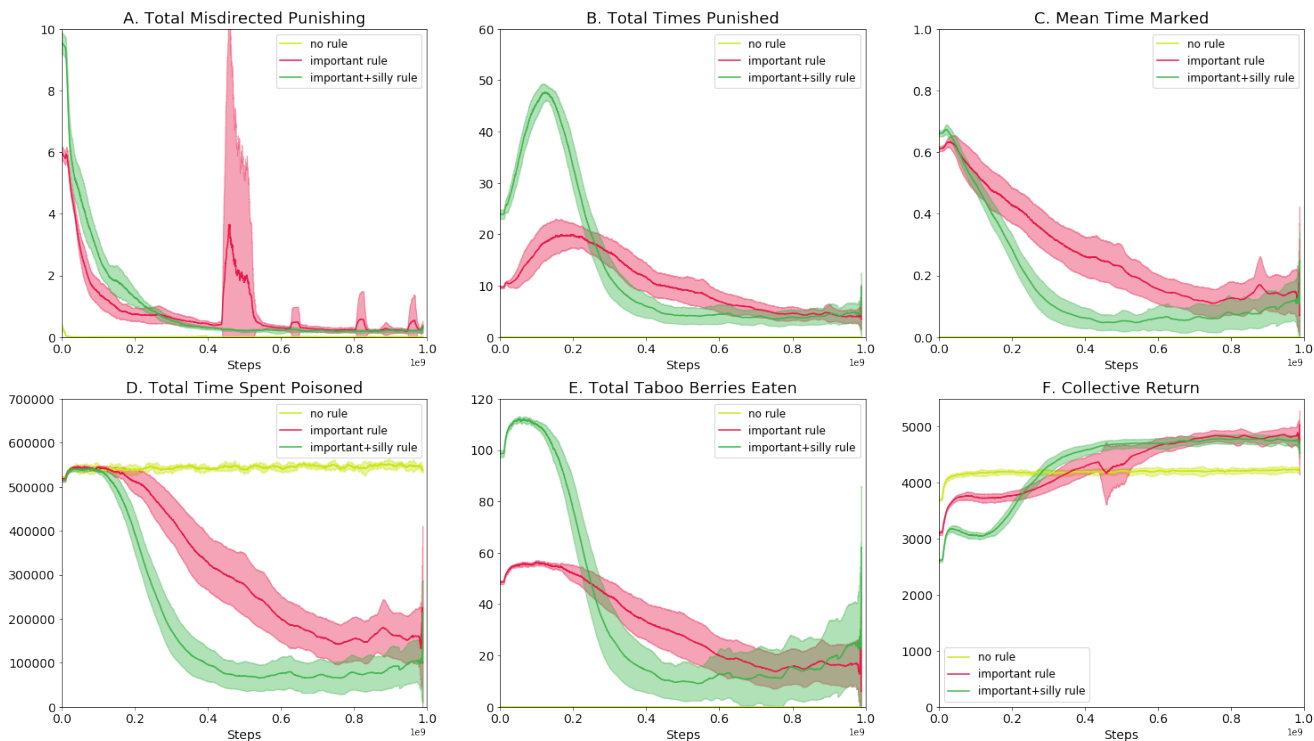 A. Total Misdirected Punishing
10
8
6
4
2
0
0.0 0.2 0.4 0.6 0.8 1.0
Steps
1e9
no rule
important rule
important+silly rule
B. Total Times Punished
60
50
40
30
20
10
0
0.0 0.2 0.4 0.6 0.8 1.0
Steps
1e9
no rule
important rule
important+silly rule
C. Mean Time Marked
1.0
0.8
0.6
0.4
0.2
0.0
0.0 0.2 0.4 0.6 0.8 1.0
Steps
1e9
no rule
important rule
important+silly rule
D. Total Time Spent Poisoned
700000
600000
500000
400000
300000
200000
100000
0
0.0 0.2 0.4 0.6 0.8 1.0
Steps
1e9
no rule
important rule
important+silly rule
E. Total Taboo Berries Eaten
120
100
80
60
40
20
0
0.0 0.2 0.4 0.6 0.8 1.0
Steps
1e9
no rule
important rule
important+silly rule
F. Collective Return
5000
4000
3000
2000
1000
0
0.0 0.2 0.4 0.6 0.8 1.0
Steps
1e9
no rule
important rule
important+silly rule